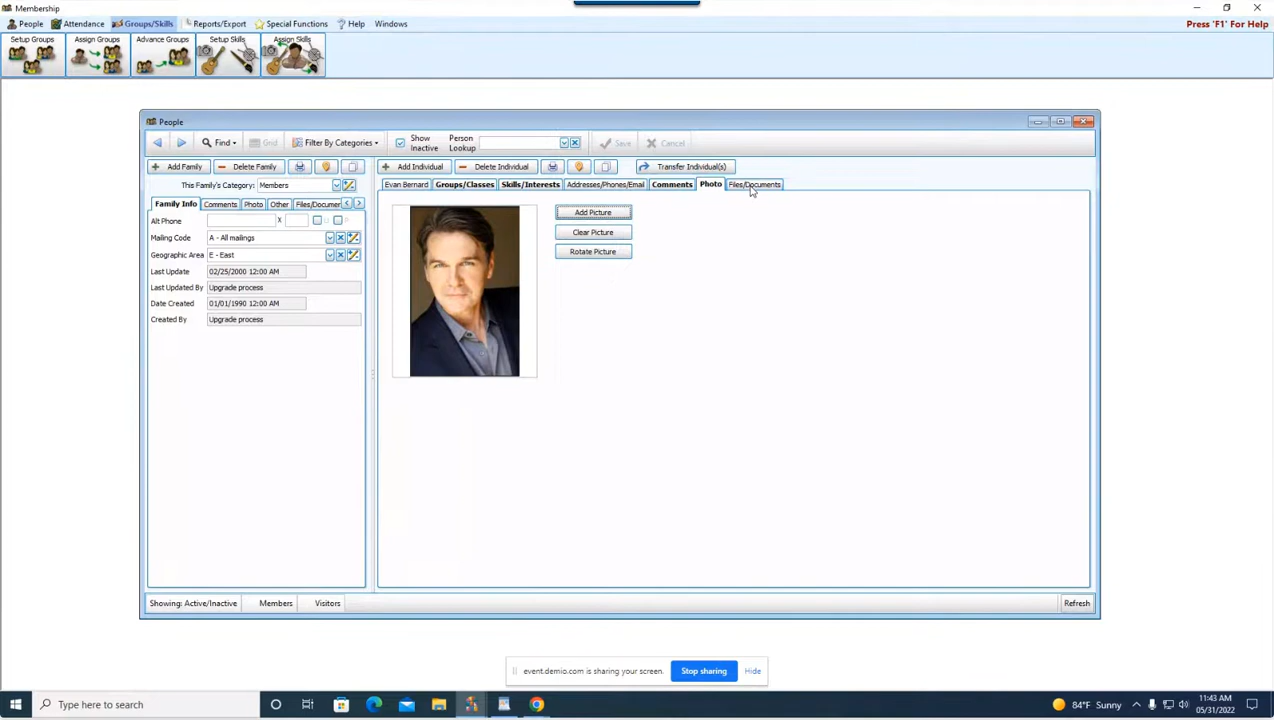 Membership
People Attendance Groups/Skills Reports/Export Special Functions Help Windows
Press 'F1' For Help
Setup Groups Assign Groups Advance Groups Setup Skills Assign Skills
People
Find Grid Filter By Categories Show Inactive Person Lookup Save Cancel
Add Family Delete Family Add Individual Delete Individual Transfer Individual(s)
This Family's Category: Members
Evan Bernard Groups/Classes Skills/Interests Addresses/Phones/Email Comments Photo Files/Documents
Family Info Comments Photo Other Files/Documer
Alt Phone X
Mailing Code A - All mailings
Geographic Area E - East
Last Update 02/25/2000 12:00 AM
Last Updated By Upgrade process
Date Created 01/01/1990 12:00 AM
Created By Upgrade process
Add Picture
Clear Picture
Rotate Picture
Showing: Active/Inactive Members Visitors Refresh
event.demio.com is sharing your screen. Stop sharing Hide
Type here to search
84°F Sunny
11:43 AM
05/31/2022